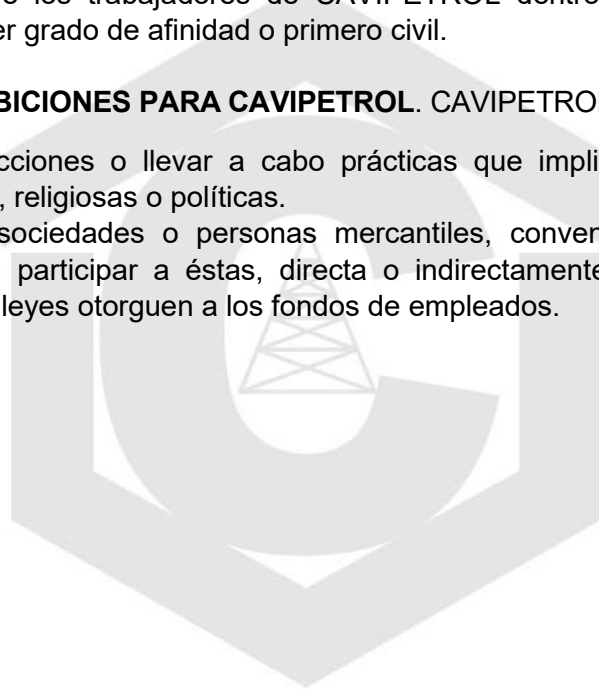 los trabajadores de CAVIPETROL dentro
er grado de afinidad o primero civil.
BICIONES PARA CAVIPETROL. CAVIPETROL
cciones o llevar a cabo prácticas que impli
, religiosas o políticas.
sociedades o personas mercantiles, conven
participar a éstas, directa o indirectamente
leyes otorguen a los fondos de empleados.